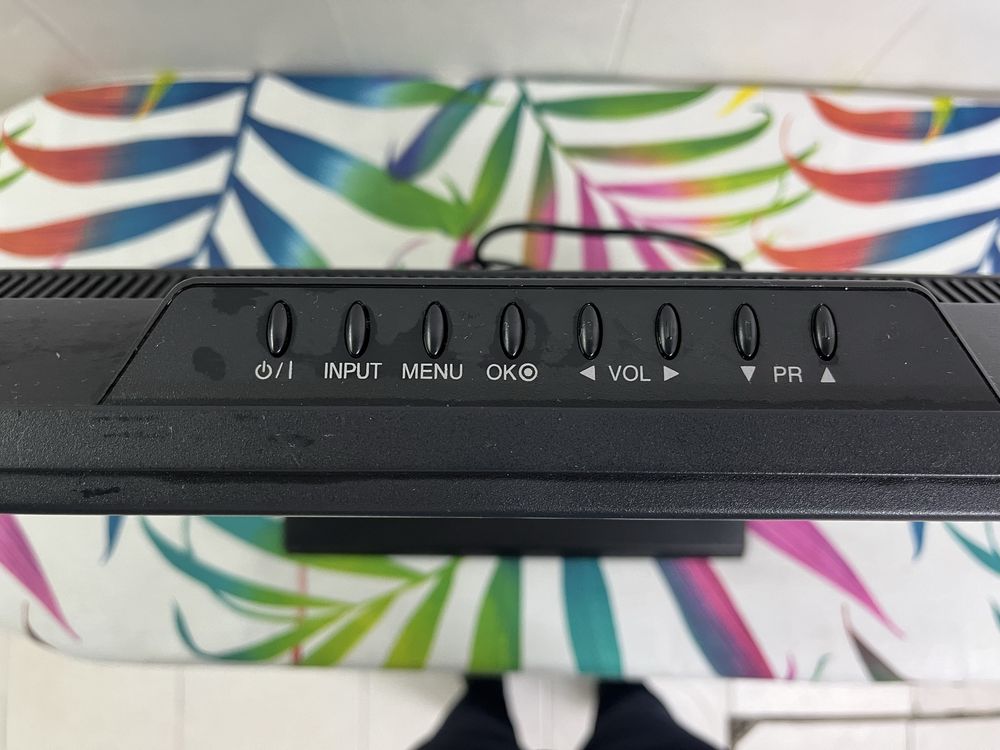 ⏻/| INPUT MENU OK◉ ◀ VOL ▶ ▼ PR ▲